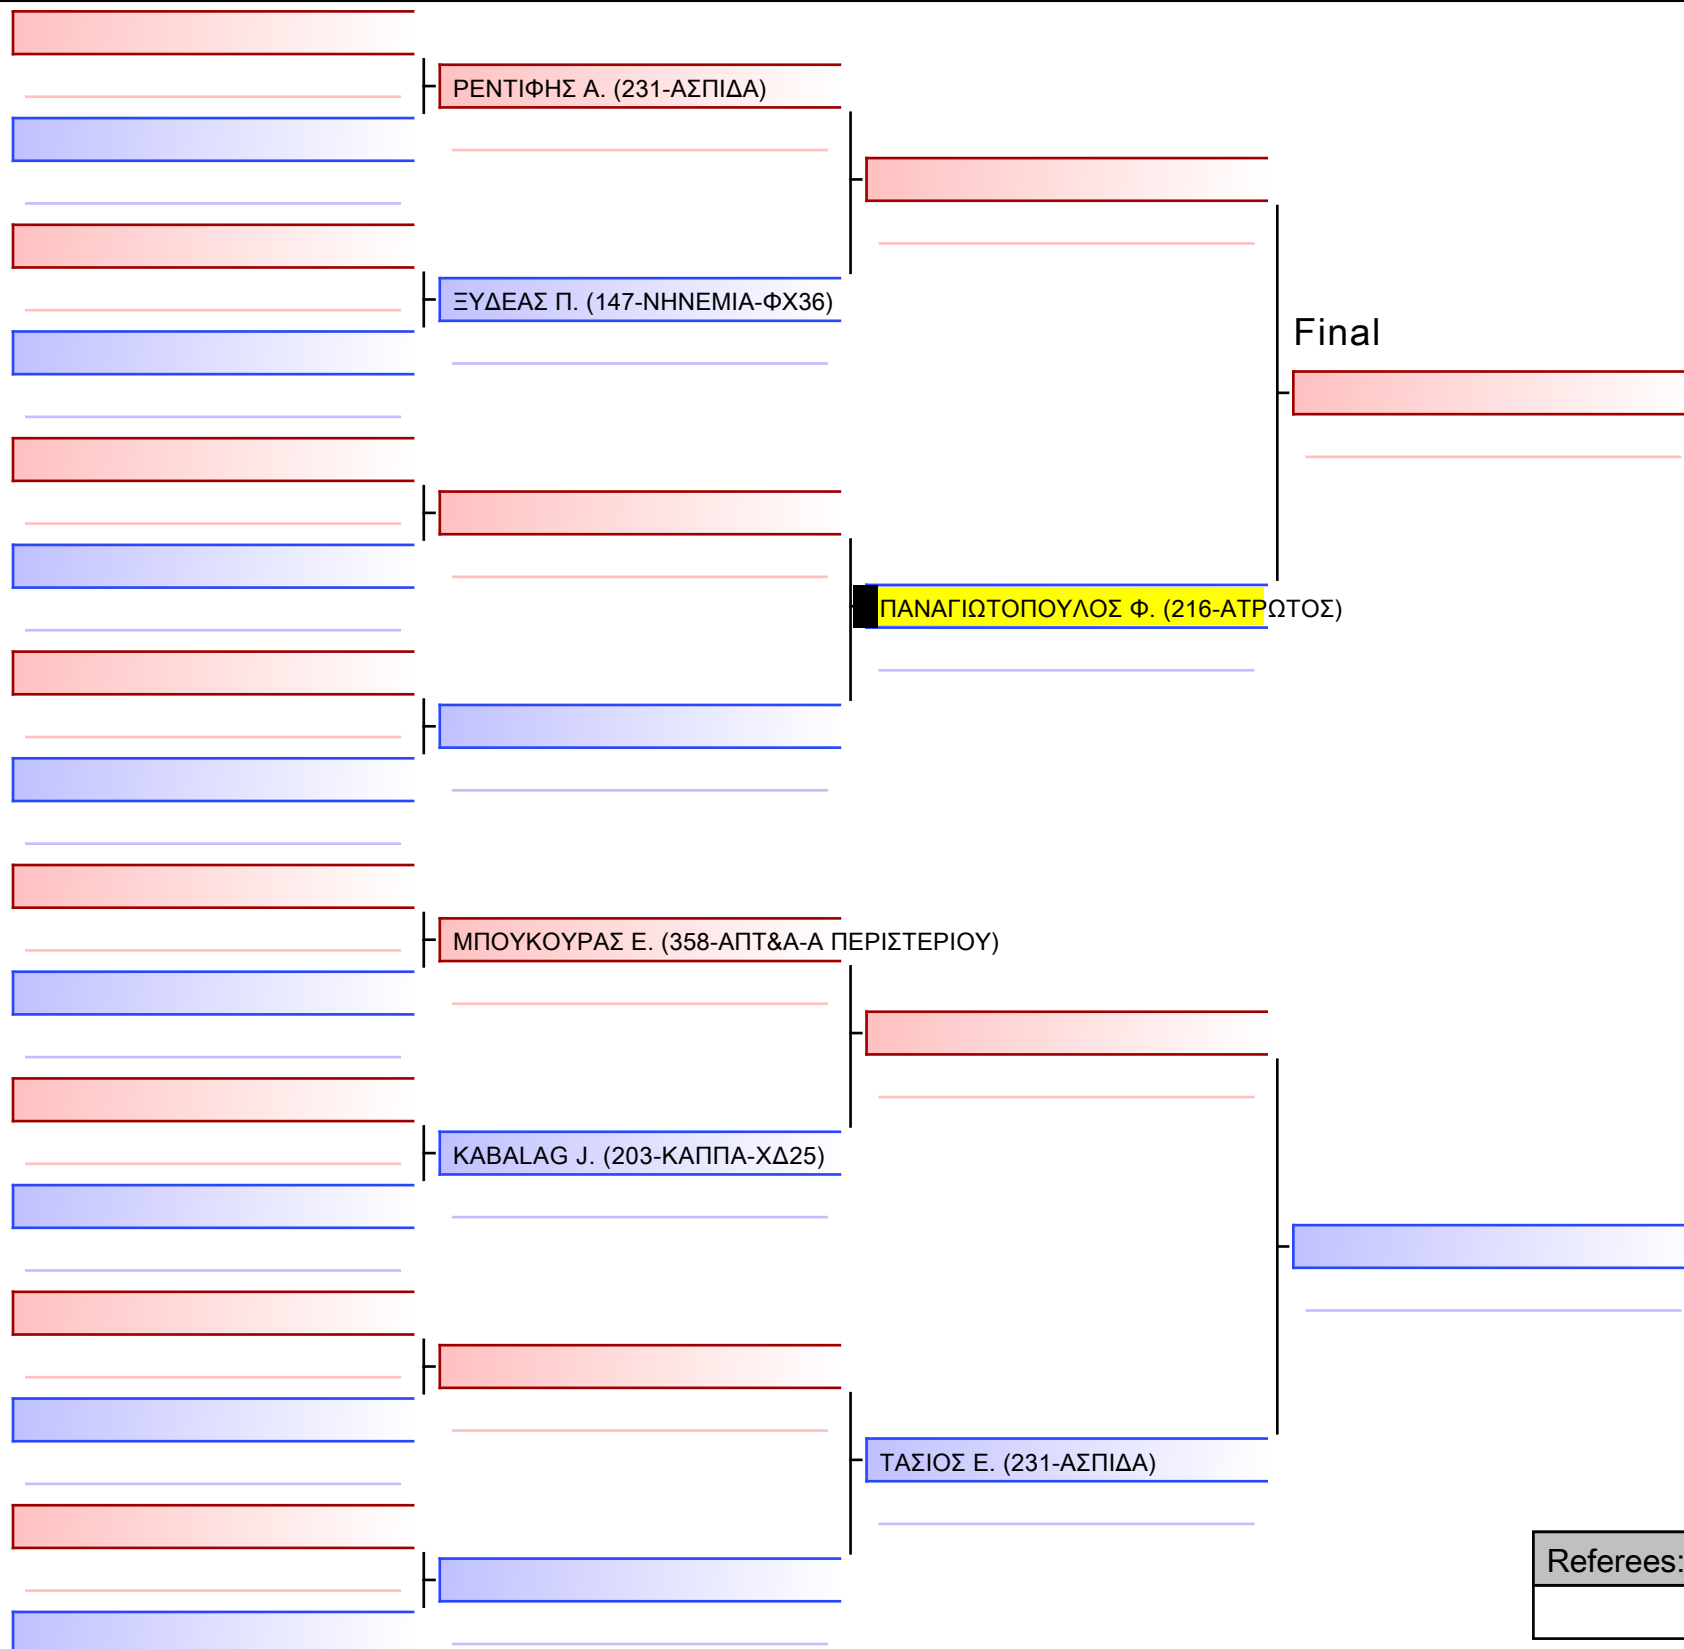 ΡΕΝΤΙΦΗΣ Α. (231-ΑΣΠΙΔΑ)
ΞΥΔΕΑΣ Π. (147-ΝΗΝΕΜΙΑ-ΦΧ36)
Final
ΠΑΝΑΓΙΩΤΟΠΟΥΛΟΣ Φ. (216-ΑΤΡΩΤΟΣ)
ΜΠΟΥΚΟΥΡΑΣ Ε. (358-ΑΠΤ&Α-Α ΠΕΡΙΣΤΕΡΙΟΥ)
KABALAG J. (203-ΚΑΠΠΑ-ΧΔ25)
ΤΑΣΙΟΣ Ε. (231-ΑΣΠΙΔΑ)
Referees: